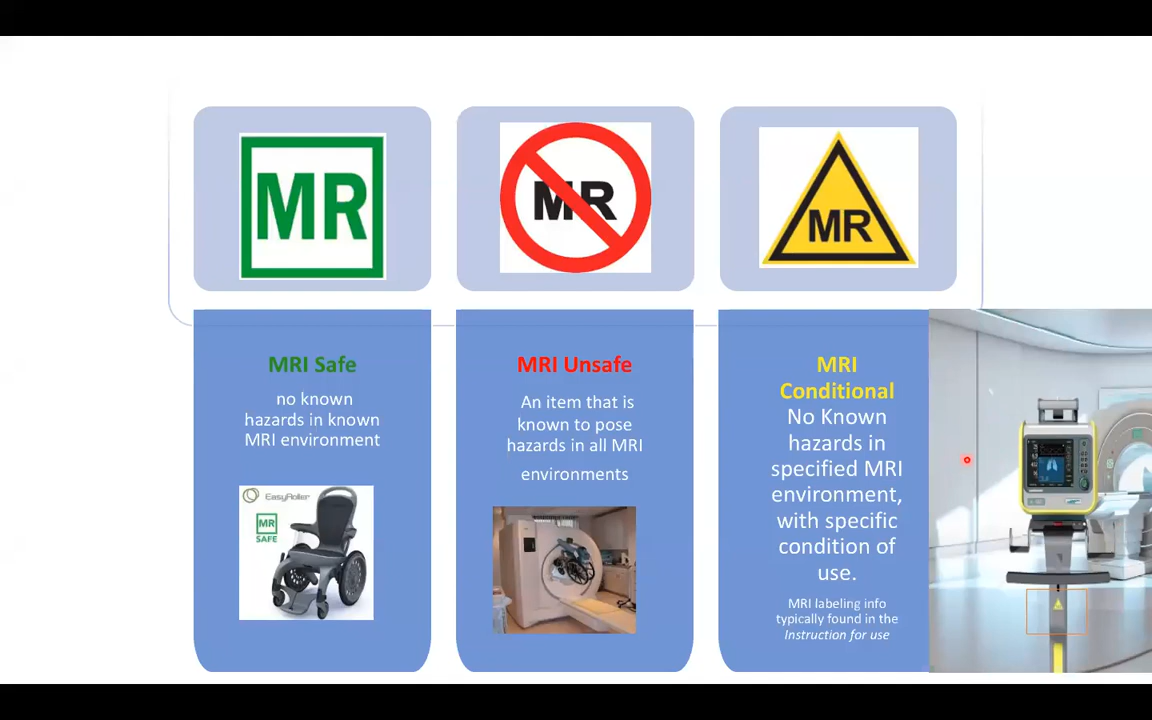 MR
MR
MR
MRI Safe
no known
hazards in known
MRI environment
EasyRoller
MR
SAFE
MRI Unsafe
An item that is
known to pose
hazards in all MRI
environments
MRI
Conditional
No Known
hazards in
specified MRI
environment,
with specific
condition of
use.
MRI labeling info
typically found in the
Instruction for use